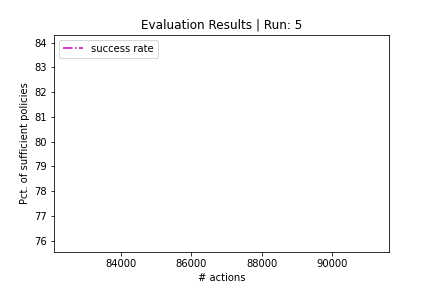 Evaluation Results | Run: 5
success rate
84
83
82
81
80
79
78
77
76
Pct. of sufficient policies
84000 86000 88000 90000
# actions